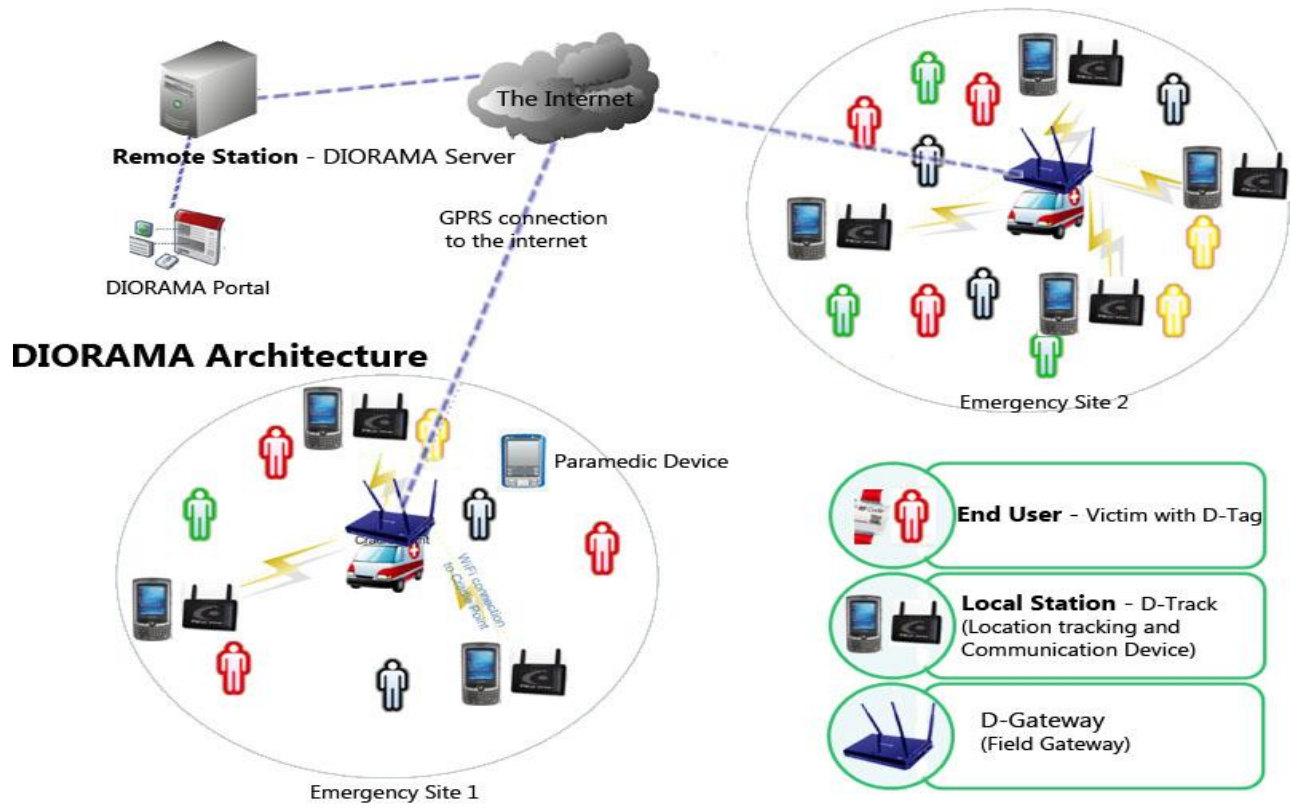 The Internet
Remote Station - DIORAMA Server
GPRS connection
to the internet
DIORAMA Portal
DIORAMA Architecture
Emergency Site 2
Paramedic Device
WiFi connection
to Cradle Point
Emergency Site 1
End User - Victim with D-Tag
Local Station - D-Track
(Location tracking and
Communication Device)
D-Gateway
(Field Gateway)